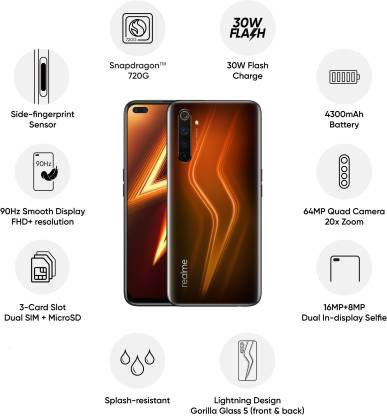 720G
Snapdragon™
720G
30W
FLASH
30W Flash
Charge
Side-fingerprint
Sensor
4300mAh
Battery
90Hz
90Hz Smooth Display
FHD+ resolution
64MP Quad Camera
20x Zoom
3-Card Slot
Dual SIM + MicroSD
realme
16MP+8MP
Dual In-display Selfie
Splash-resistant
Lightning Design
Gorilla Glass 5 (front & back)